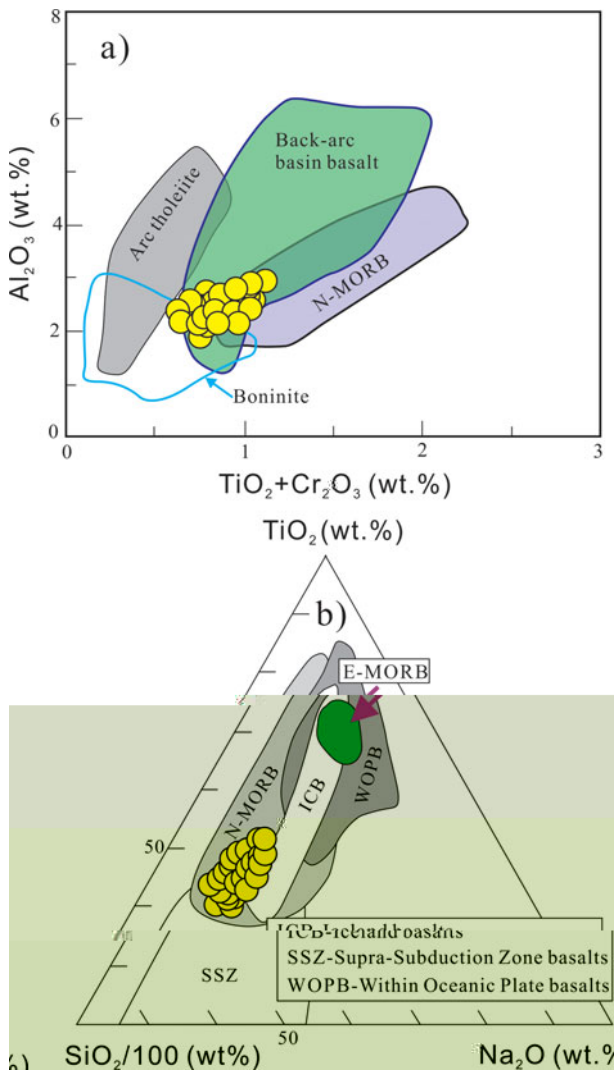 8
a)
6
Back-arc
basin basalt
Al₂O₃ (wt.%)
Arc tholeiite
4
N-MORB
2
Boninite
0
0
1
2
3
TiO₂+Cr₂O₃ (wt.%)
TiO₂ (wt.%)
b)
E-MORB
N-MORB
ICB
WOPB
50
SSZ-Supra-Subduction Zone basalts
SSZ
WOPB-Within Oceanic Plate basalts
50
%)
SiO₂/100 (wt%)
Na₂O (wt.%